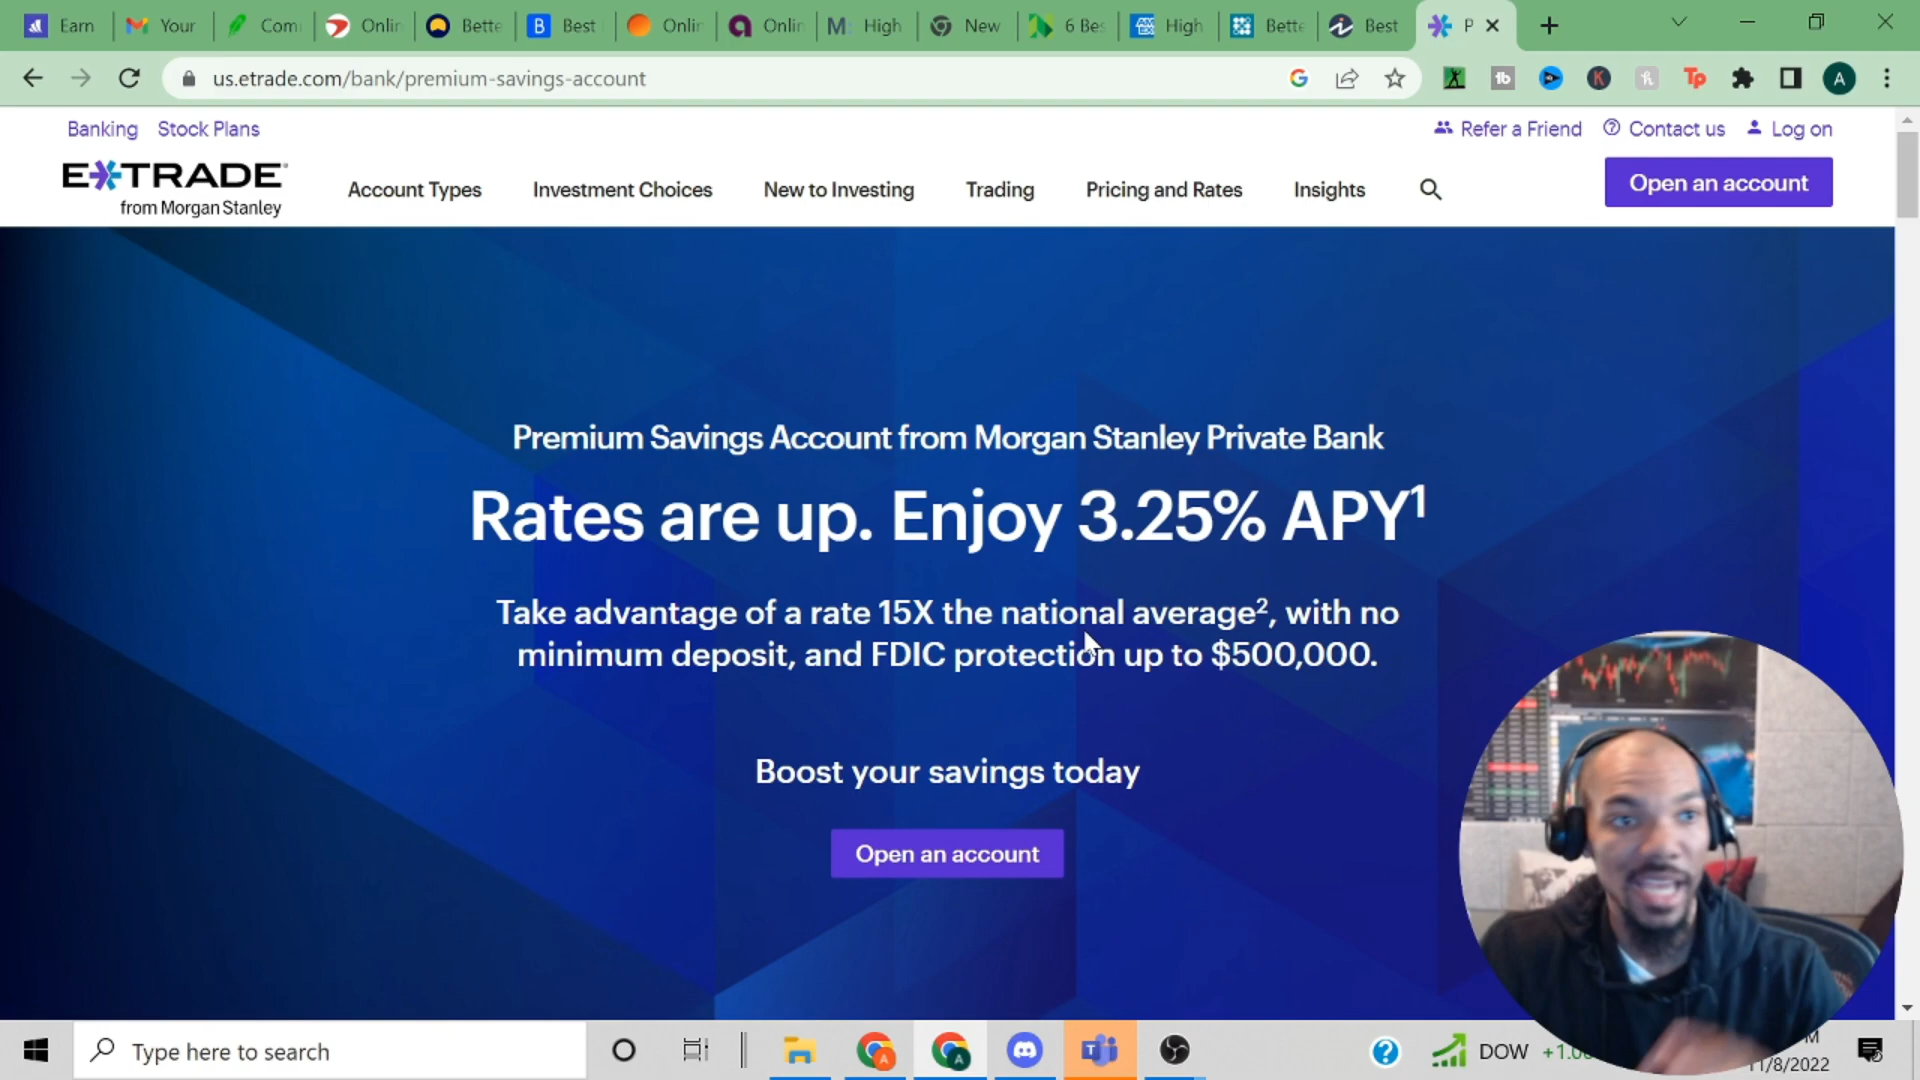 Earn
Your
Com
Onlin
Bette
Best
Onlin
Onlin
High
New
6 Bes
High
Bette
Best
P
us.etrade.com/bank/premium-savings-account
A
Banking Stock Plans
Refer a Friend Contact us Log on
E*TRADE
from Morgan Stanley
Account Types Investment Choices New to Investing Trading Pricing and Rates Insights
Open an account
Premium Savings Account from Morgan Stanley Private Bank
Rates are up. Enjoy 3.25% APY1
Take advantage of a rate 15X the national average2, with no
minimum deposit, and FDIC protection up to $500,000.
Boost your savings today
Open an account
Type here to search
DOW